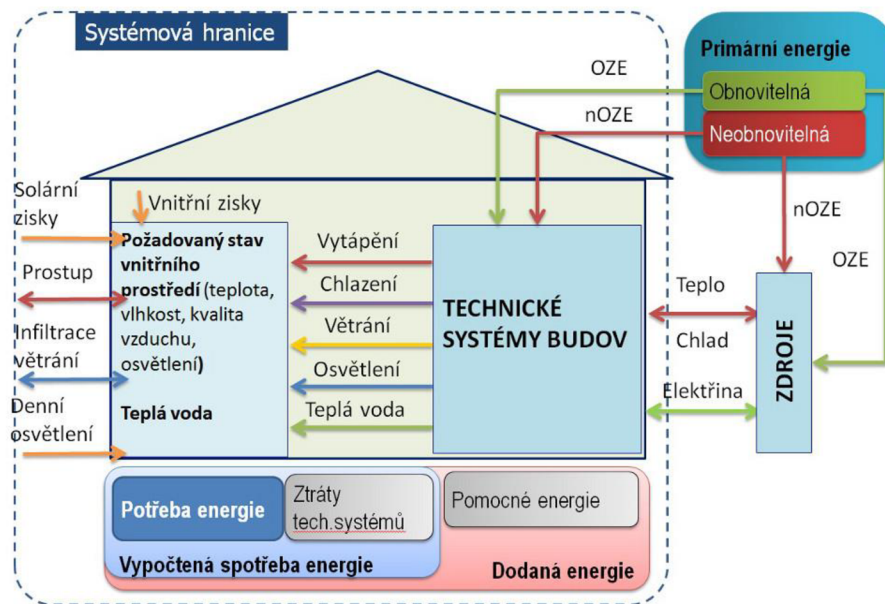 Systémová hranice
Primární energie
OZE
Obnovitelná
nOZE
Neobnovitelná
Solární
zisky
Vnitřní zisky
nOZE
Požadovaný stav
vnitřního
prostředí (teplota,
vlhkost, kvalita
vzduchu,
osvětlení)
Teplá voda
Prostup
Infiltrace
větrání
Denní
osvětlení
Vytápění
Chlazení
Větrání
Osvětlení
Teplá voda
TECHNICKÉ
SYSTÉMY BUDOV
OZE
Teplo
Chlad
Elektřina
ZDROJE
Potřeba energie
Ztráty
tech.systémů
Pomocné energie
Vypočtená spotřeba energie
Dodaná energie